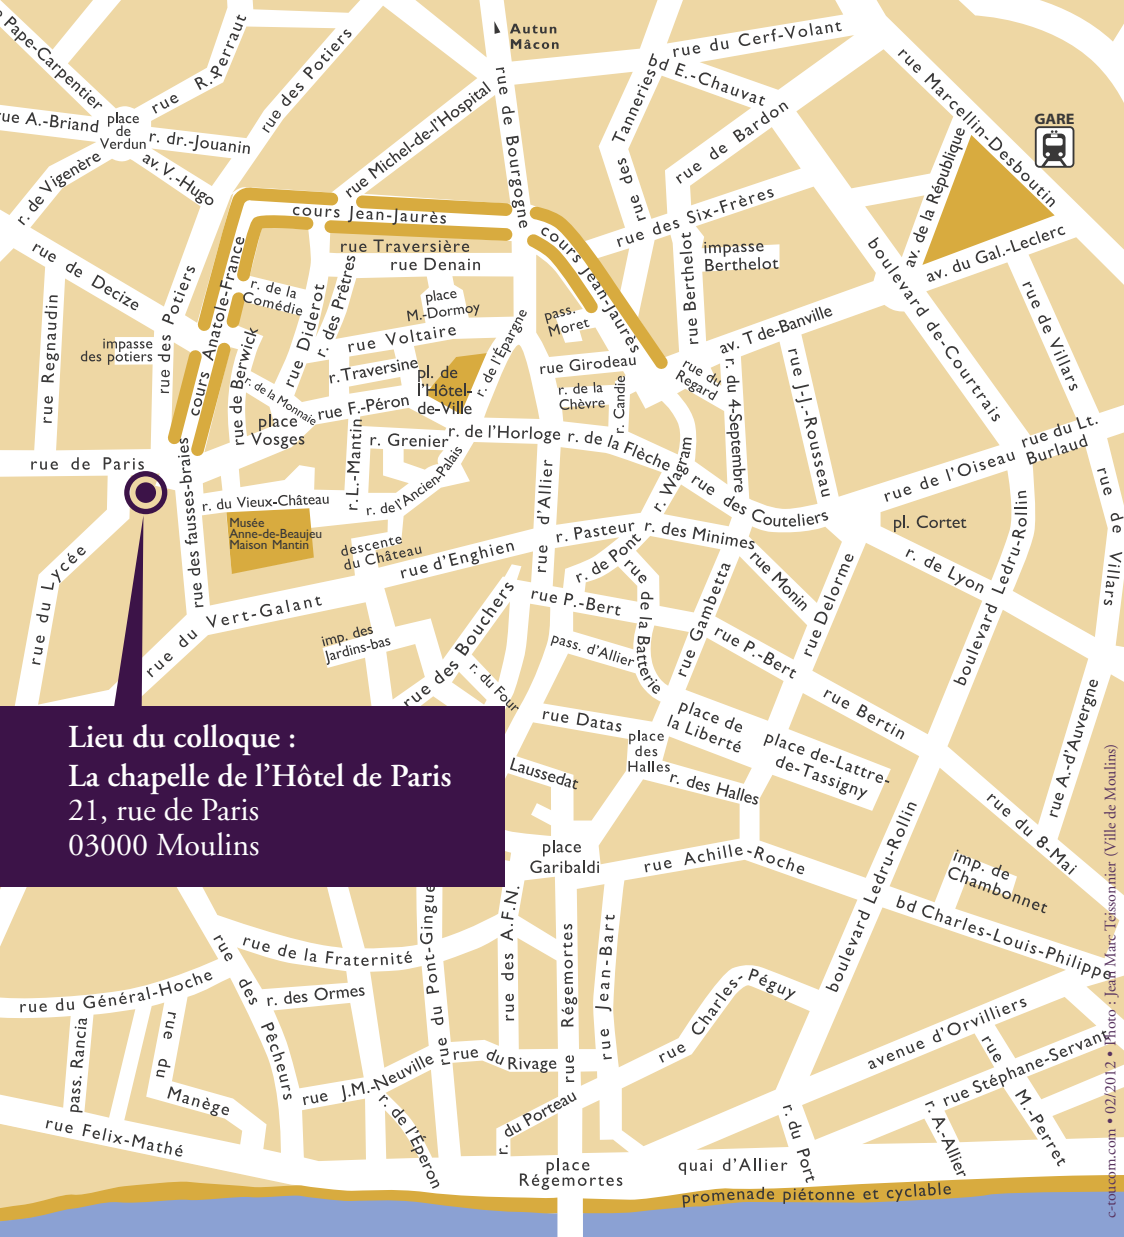 Autun
Mâcon
Pape-Carpentier
rue R.-Perraut
rue des Potiers
rue du Cerf-Volant
bd E.-Chauvat
rue Marcellin-Desboutin
GARE
rue A.-Briand
place
de
Verdun
r. dr.-Jouanin
rue Michel-de-l'Hospital
rue de Bourgogne
rue des Tanneries
rue de Bardon
r. de Vigenère
av. V.-Hugo
cours Jean-Jaurès
cours Jean-Jaurès
rue des Six-Frères
av. de la République
av. du Gal.-Leclerc
rue Traversière
rue Denain
rue de Decize
rue Regnaudin
rue des Potiers
cours Anatole-France
r. de la
Comédie
rue Diderot
r. des Prêtres
place
M.-Dormoy
rue Voltaire
r. de l'Épargne
pass.
Moret
rue Berthelot
impasse
Berthelot
boulevard de-Courtrais
rue de Villars
av. T de-Banville
impasse
des potiers
rue de Berwick
r. de la Monnaie
r.Traversine
pl. de
l'Hôtel-
de-Ville
rue Girodeau
r. de la
Chèvre
r. Candie
rue du
Regard
r. du 4-Septembre
rue J.-J.-Rousseau
rue F.-Péron
place
Vosges
r. L.-Mantin
r. Grenier
r. de l'Horloge
r. de la Flèche
r. Wagram
rue des Couteliers
rue de l'Oiseau
rue du Lt.
Burlaud
rue de Paris
rue des fausses-braies
r. du Vieux-Château
r. de l'Ancien-Palais
rue d'Allier
Musée
Anne-de-Beaujeu
Maison Mantin
descente
du Château
rue d'Enghien
r. Pasteur
r. des Minimes
pl. Cortet
r. de Lyon
rue de Villars
boulevard Ledru-Rollin
rue du Lycée
rue du Vert-Galant
r. de Pont
rue de la Batterie
rue Monin
rue Delorme
rue Gambetta
rue P.-Bert
rue P.-Bert
imp. des
Jardins-bas
rue des Bouchers
r. du Four
pass. d'Allier
rue Bertin
rue Datas
place de
la Liberté
place de-Lattre-
de-Tassigny
place
des
Halles
r. des Halles
Laussedat
rue A.-d'Auvergne
Lieu du colloque :
La chapelle de l'Hôtel de Paris
21, rue de Paris
03000 Moulins
place
Garibaldi
rue Achille-Roche
boulevard Ledru-Rollin
rue du 8-Mai
imp. de
Chambonnet
bd Charles-Louis-Philippe
rue de la Fraternité
rue du Pont-Gingue
rue des A.F.N.
rue Régemortes
rue Jean-Bart
rue Charles-Péguy
rue du Général-Hoche
rue des Pêcheurs
r. des Ormes
pass. Rancia
rue du Manège
rue J.M.-Neuville
rue du Rivage
avenue d'Orvilliers
rue Stéphane-Servant
rue M.-Perret
rue Felix-Mathé
r. de l'Éperon
r. du Porteau
r. du Port
r. A.-Allier
place
Régemortes
quai d'Allier
promenade piétonne et cyclable
c-toucom.com • 02/2012 • Photo : Jean Marc Teissonnier (Ville de Moulins)